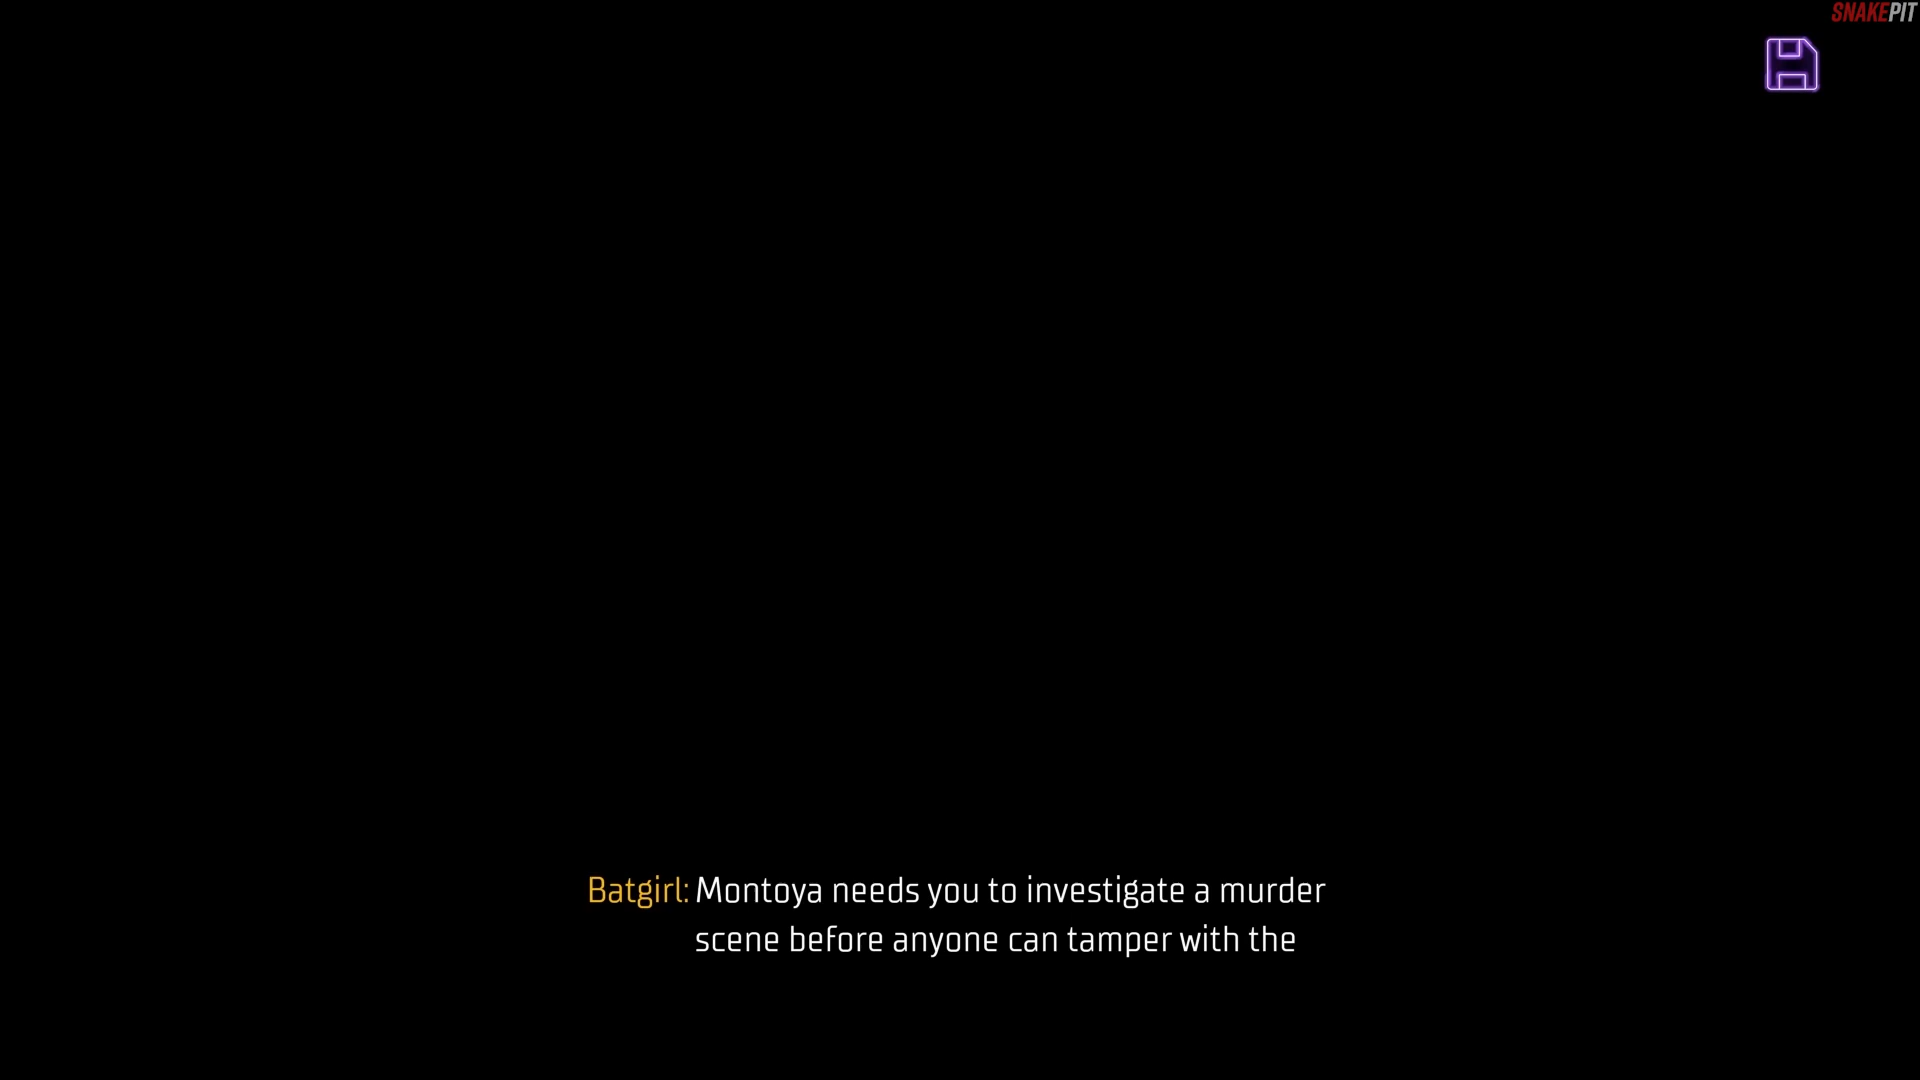 SNAKEPIT
Batgirl: Montoya needs you to investigate a murder
scene before anyone can tamper with the